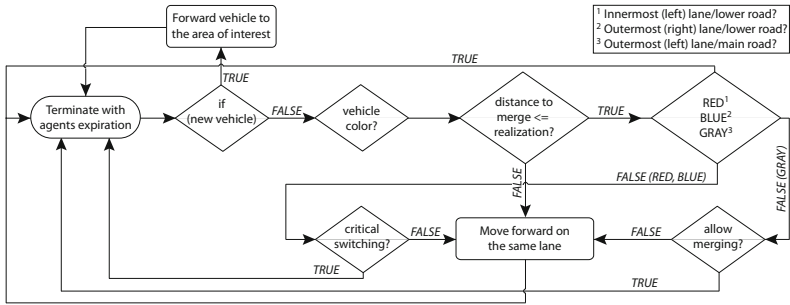 Forward vehicle to
the area of interest
¹ Innermost (left) lane/lower road?
² Outermost (right) lane/lower road?
³ Outermost (left) lane/main road?
TRUE
TRUE
Terminate with
agents expiration
if
(new vehicle)
FALSE
vehicle
color?
distance to
merge <=
realization?
TRUE
RED¹
BLUE²
GRAY³
FALSE
FALSE (RED, BLUE)
FALSE (GRAY)
critical
switching?
FALSE
Move forward on
the same lane
FALSE
allow
merging?
TRUE
TRUE